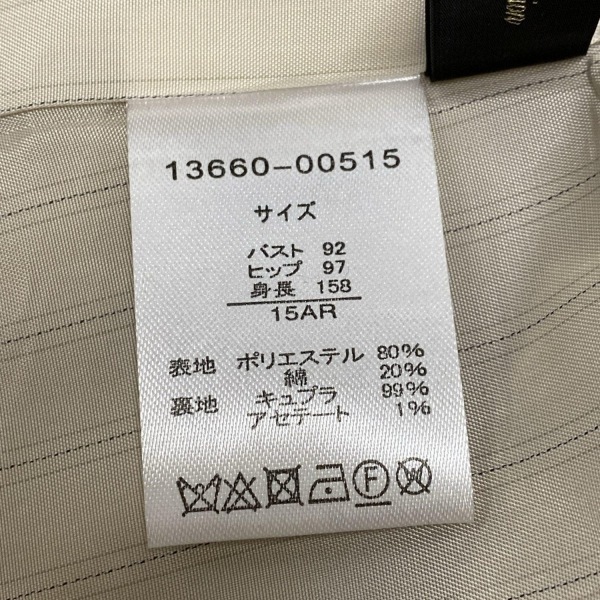 13660-00515
サイズ
バスト 92
ヒップ 97
身長 158
15AR
表地 ポリエステル 80%
綿 20%
裏地 キュプラ 99%
アセテート 1%
F W